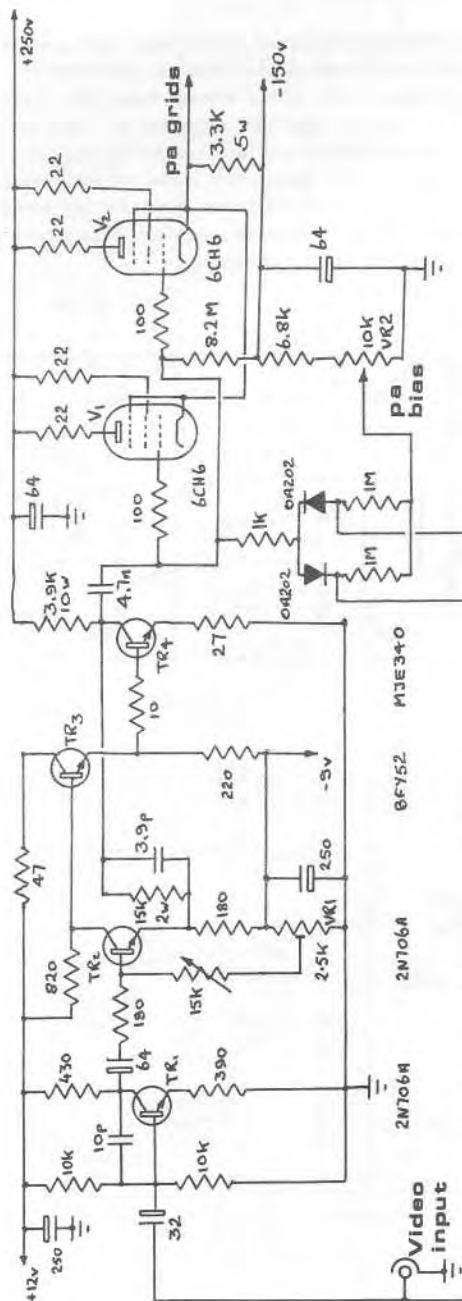 +250v
22
22
22
22
V2
V1
6CH6
6CH6
pa grids
3.3K
5w
-150v
100
100
8.2M
6.8k
64
10k
VR2
pa
bias
64
3.9k
10w
4.7n
1k
OA202
OA202
1M
1M
TR4
27
10
TR3
47
220
-9v
3.9p
15k
2w
180
250
VR1
2.5k
820
TR2
180
15k
430
64
TR1
390
10p
10k
10k
32
250
+12v
2N706A
2N706A
BFY52
MJE340
Video
input